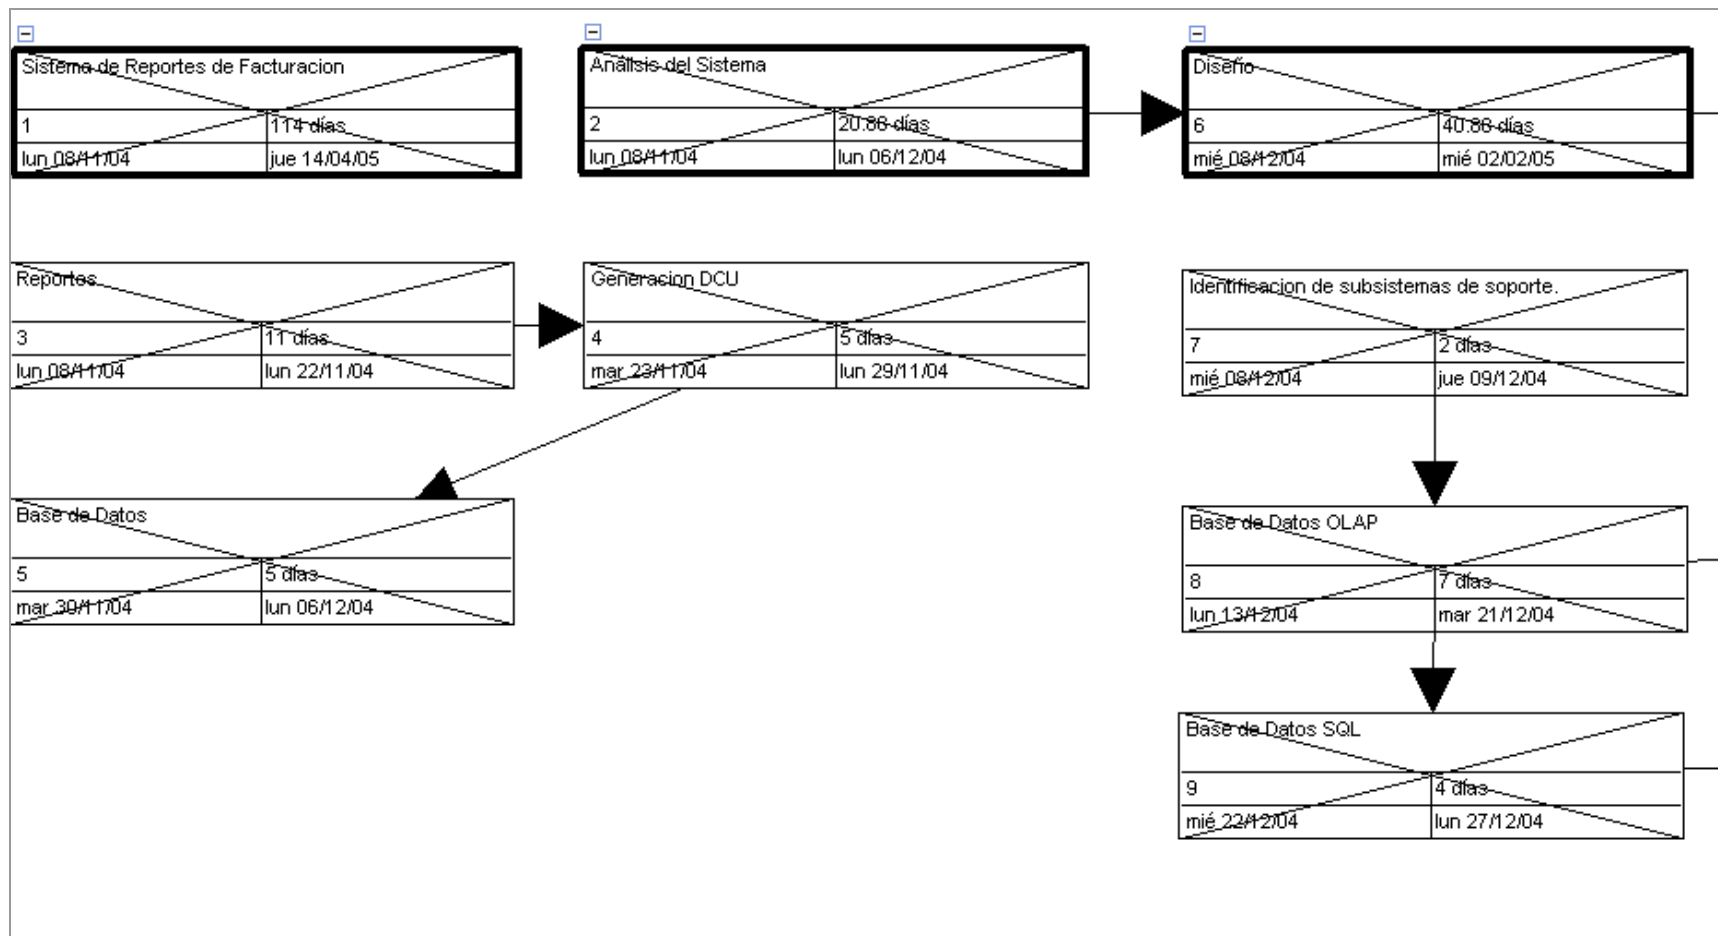 Sistema de Reportes de Facturacion
1
114 días
lun 08/11/04
jue 14/04/05
Análisis del Sistema
2
20.88 días
lun 08/11/04
lun 06/12/04
Diseño
6
40.88 días
mié 08/12/04
mié 02/02/05
Reportes
3
11 días
lun 08/11/04
lun 22/11/04
Generacion DCU
4
5 días
mar 23/11/04
lun 29/11/04
Identificacion de subsistemas de soporte.
7
2 días
mié 08/12/04
jue 09/12/04
Base de Datos
5
5 días
mar 30/11/04
lun 06/12/04
Base de Datos OLAP
8
7 días
lun 13/12/04
mar 21/12/04
Base de Datos SQL
9
4 días
mié 22/12/04
lun 27/12/04